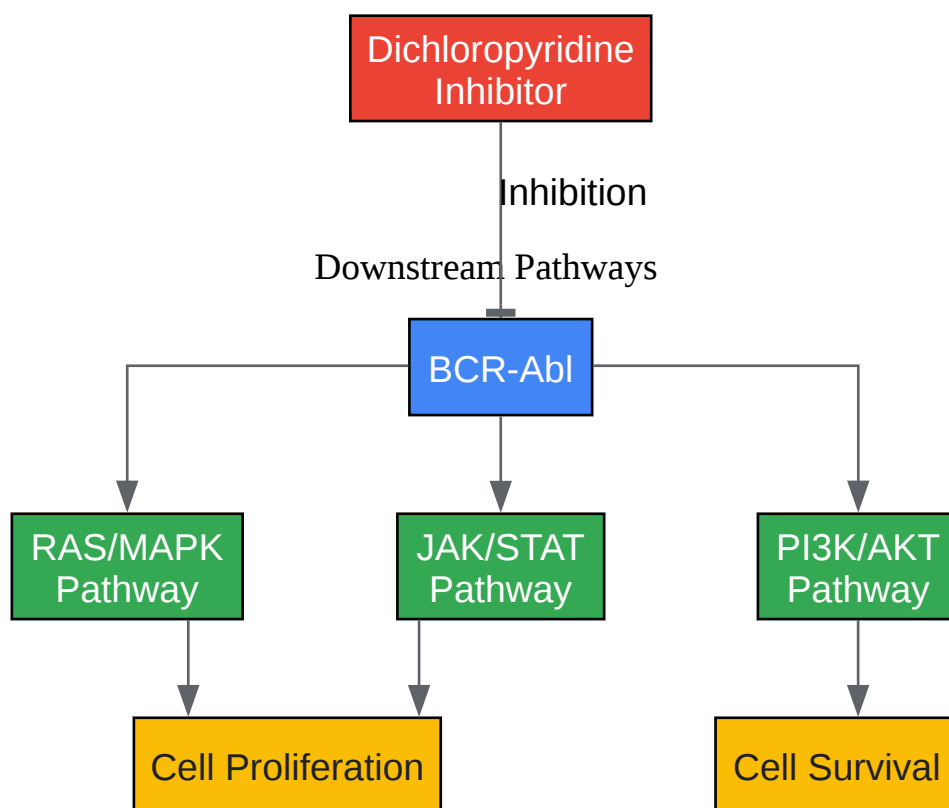 Dichloropyridine
Inhibitor
Inhibition
Downstream Pathways
BCR-Abl
RAS/MAPK
Pathway
JAK/STAT
Pathway
PI3K/AKT
Pathway
Cell Proliferation
Cell Survival